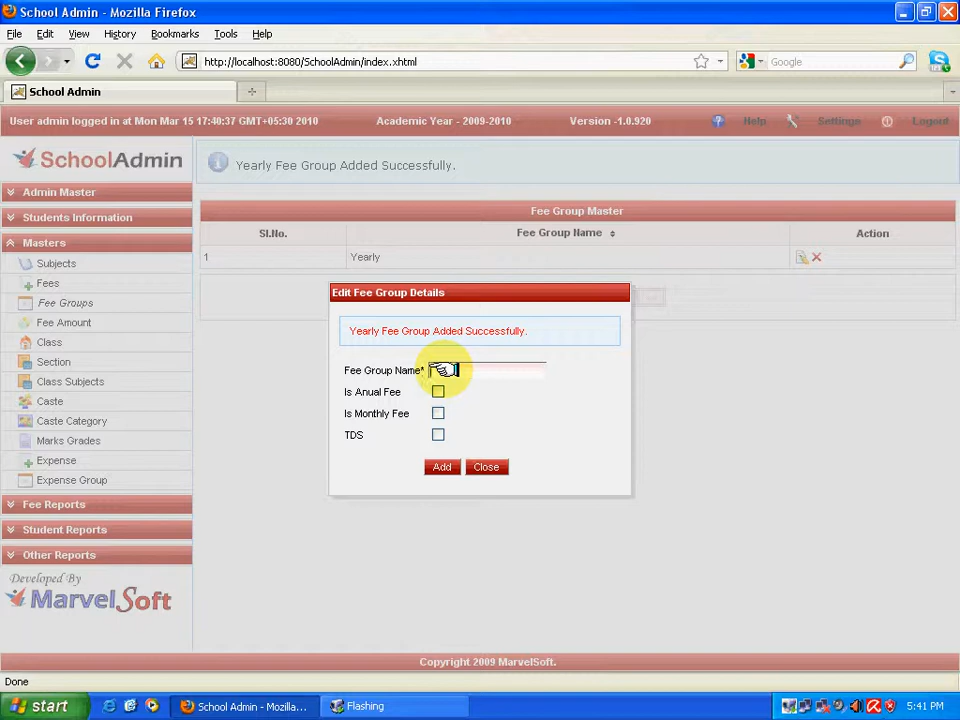 School Admin - Mozilla Firefox
File Edit View History Bookmarks Tools Help
http://localhost:8080/SchoolAdmin/index.xhtml
Google
School Admin
User admin logged in at Mon Mar 15 17:40:37 GMT+05:30 2010 Academic Year - 2009-2010 Version -1.0.920 Help Settings Logout
SchoolAdmin
Yearly Fee Group Added Successfully.
Admin Master
Students Information
Masters
Subjects
Fees
Fee Groups
Fee Amount
Class
Section
Class Subjects
Caste
Caste Category
Marks Grades
Expense
Expense Group
Fee Reports
Student Reports
Other Reports
Developed By
MarvelSoft
Fee Group Master
Sl.No. Fee Group Name Action
1 Yearly
Edit Fee Group Details
Yearly Fee Group Added Successfully.
Fee Group Name*
Is Anual Fee
Is Monthly Fee
TDS
Add Close
Copyright 2009 MarvelSoft.
Done
start School Admin - Mozilla... Flashing 5:41 PM